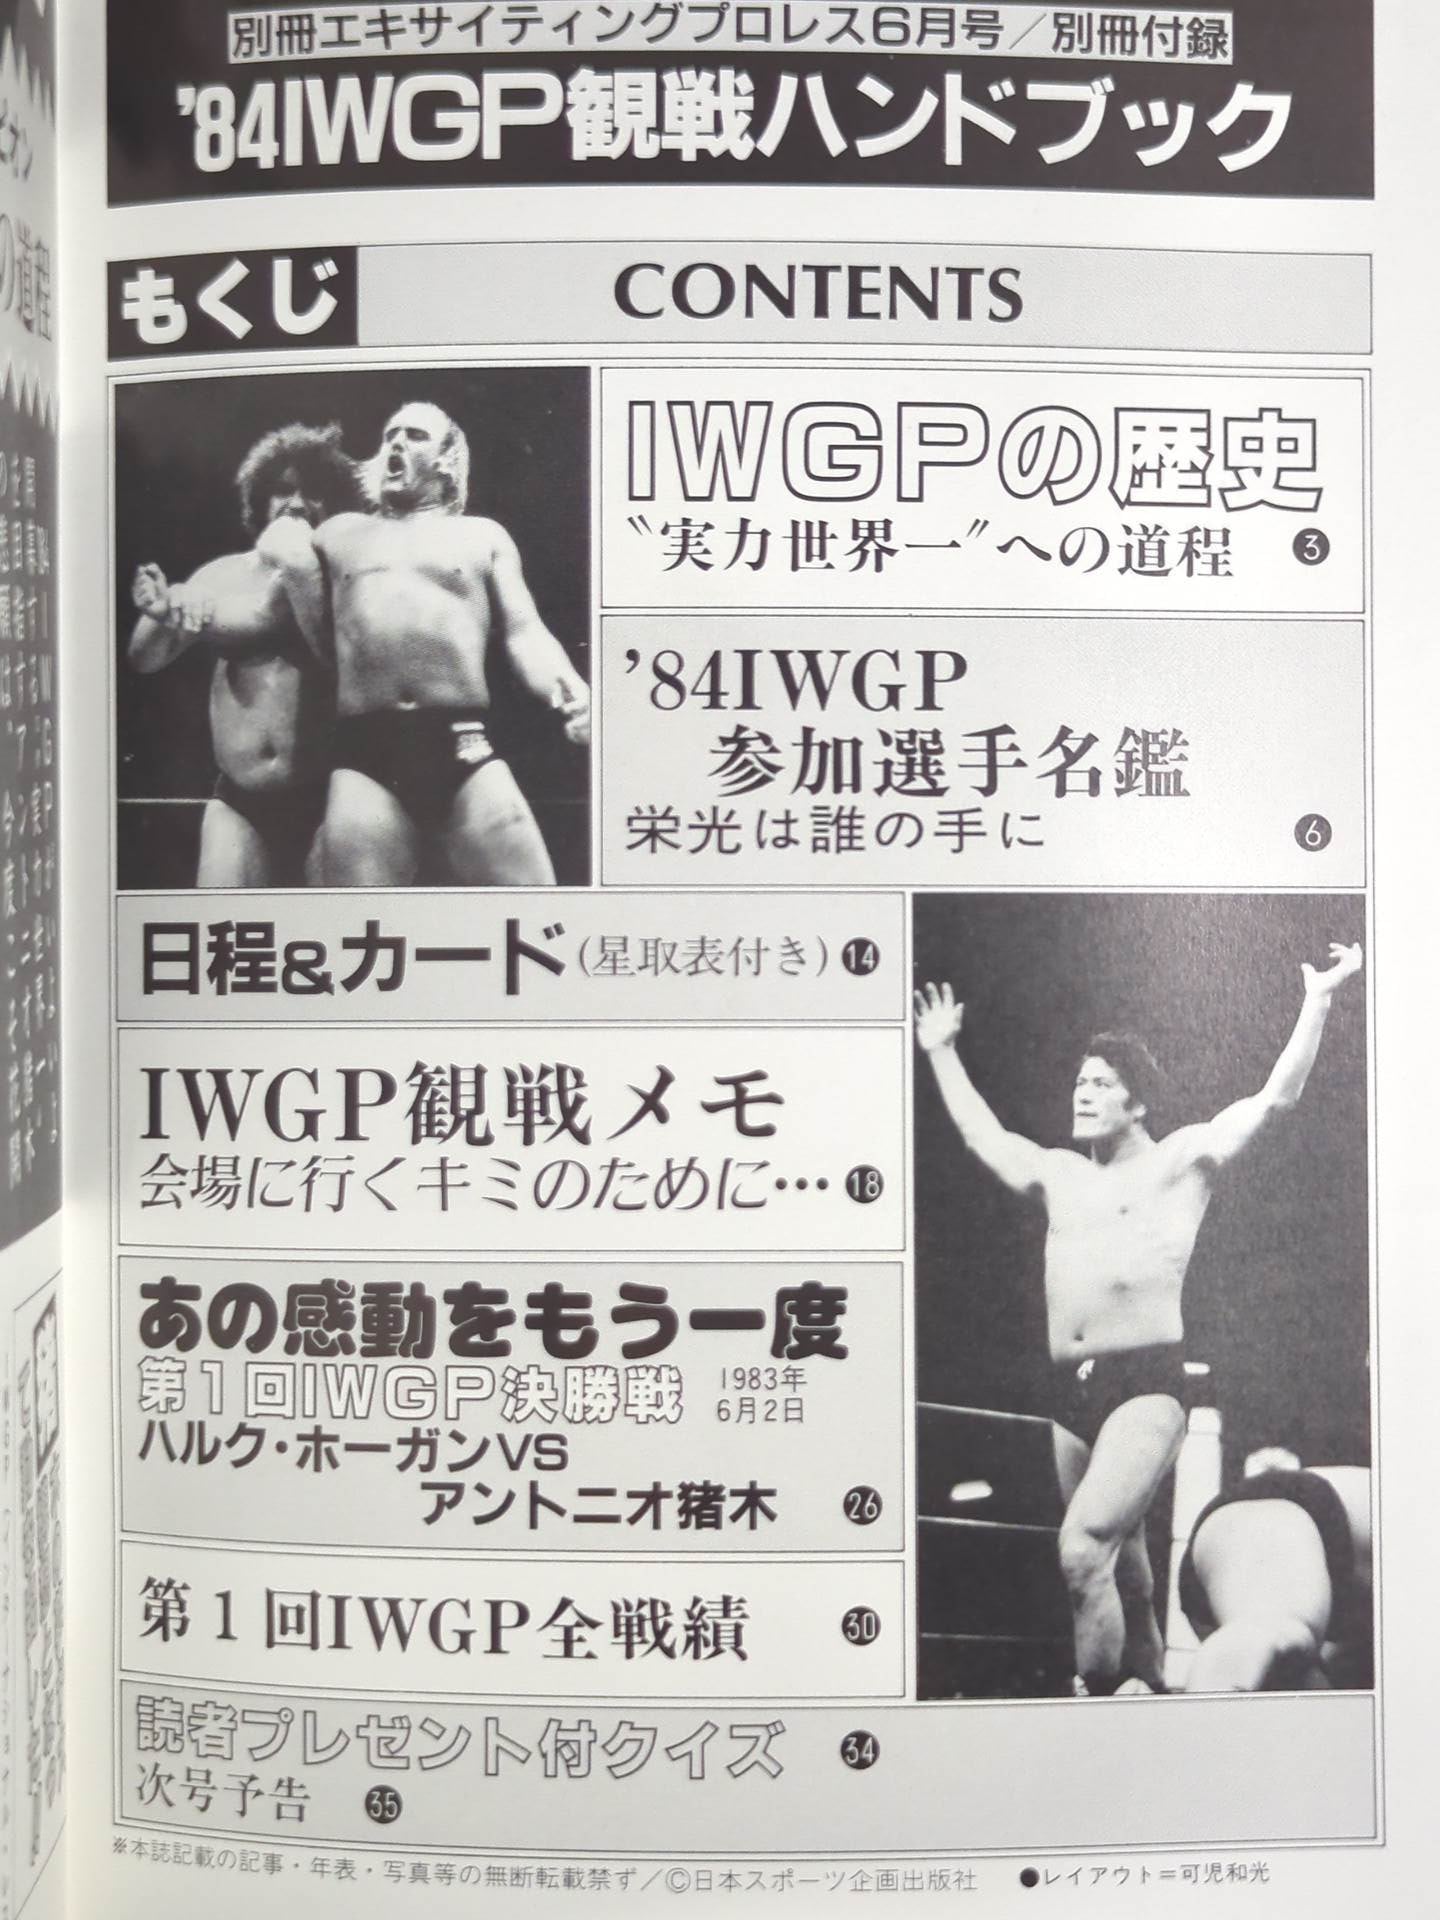 別冊エキサイティングプロレス6月号／別冊付録
'84IWGP観戦ハンドブック
もくじ
CONTENTS
IWGPの歴史
〝実力世界一〟への道程 3
'84IWGP
参加選手名鑑
栄光は誰の手に 6
日程&カード(星取表付き) 14
IWGP観戦メモ
会場に行くキミのために… 18
あの感動をもう一度
第1回IWGP決勝戦 1983年
6月2日
ハルク・ホーガンVS
アントニオ猪木 26
第1回IWGP全戦績 30
読者プレゼント付クイズ 34
次号予告 35
※本誌記載の記事・年表・写真等の無断転載禁ず／©日本スポーツ企画出版社 ●レイアウト＝可児和光
の道程